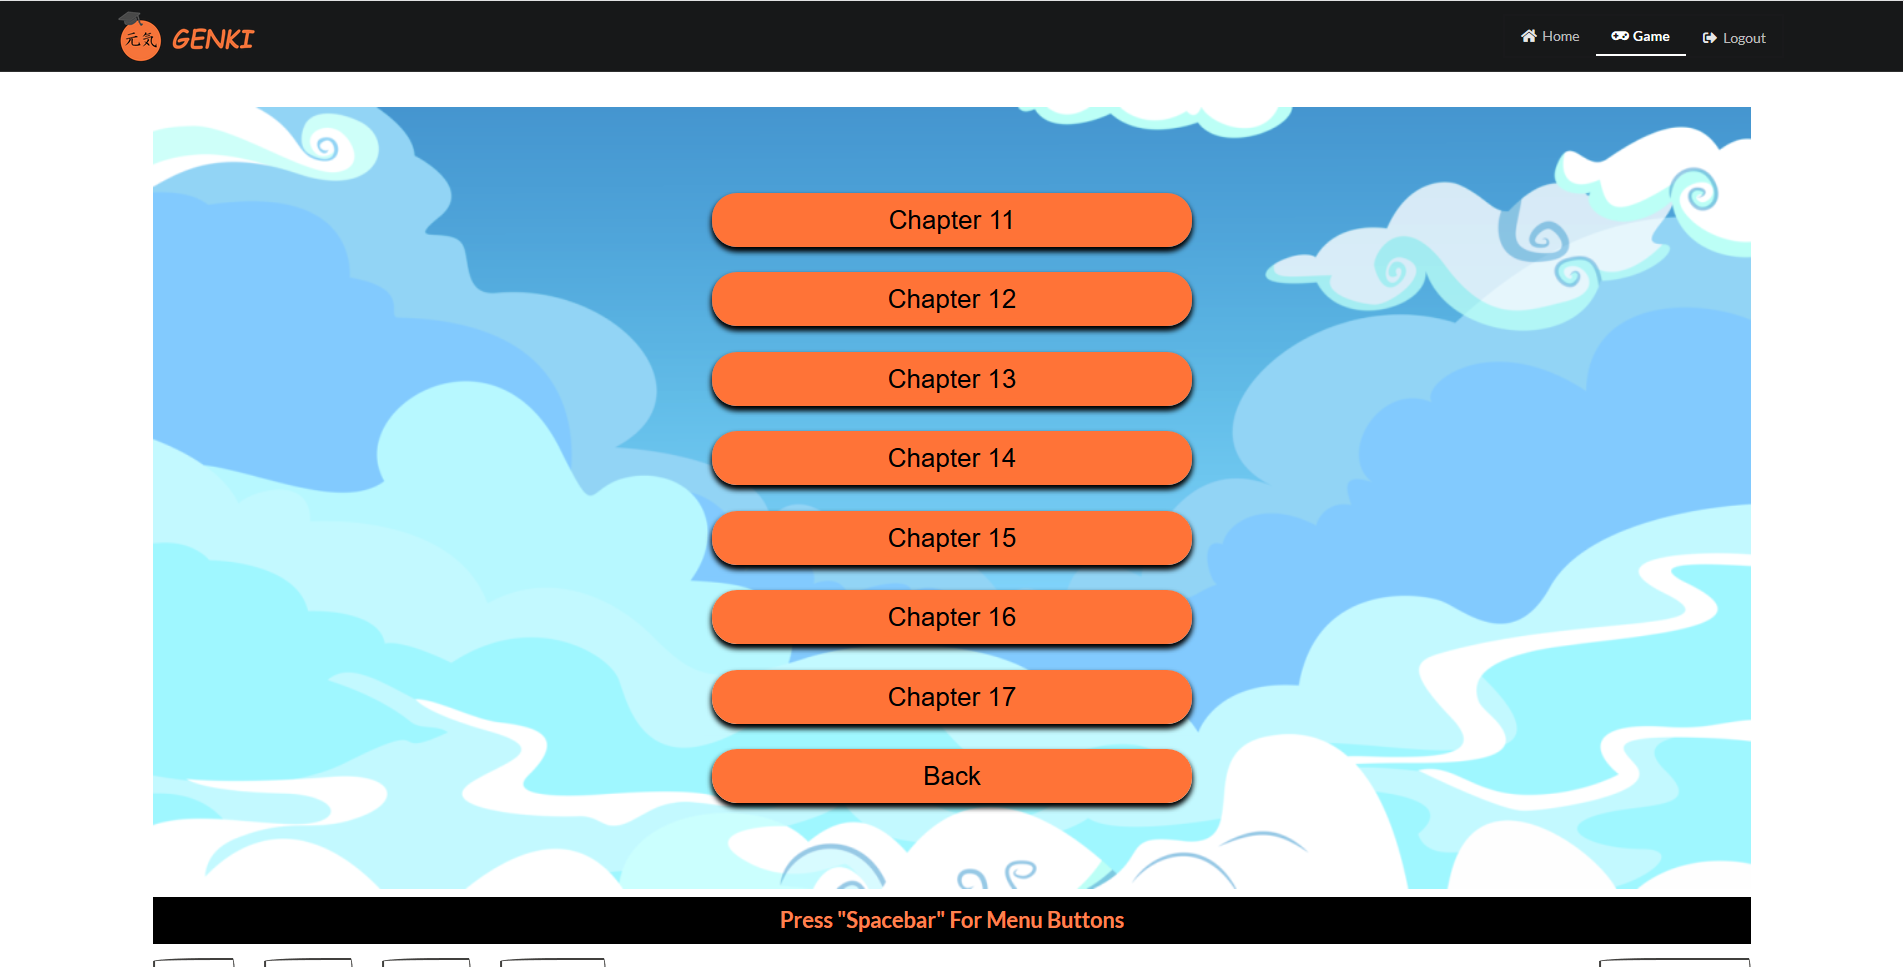 元気 GENKI
Home
Game
Logout
Chapter 11
Chapter 12
Chapter 13
Chapter 14
Chapter 15
Chapter 16
Chapter 17
Back
Press "Spacebar" For Menu Buttons